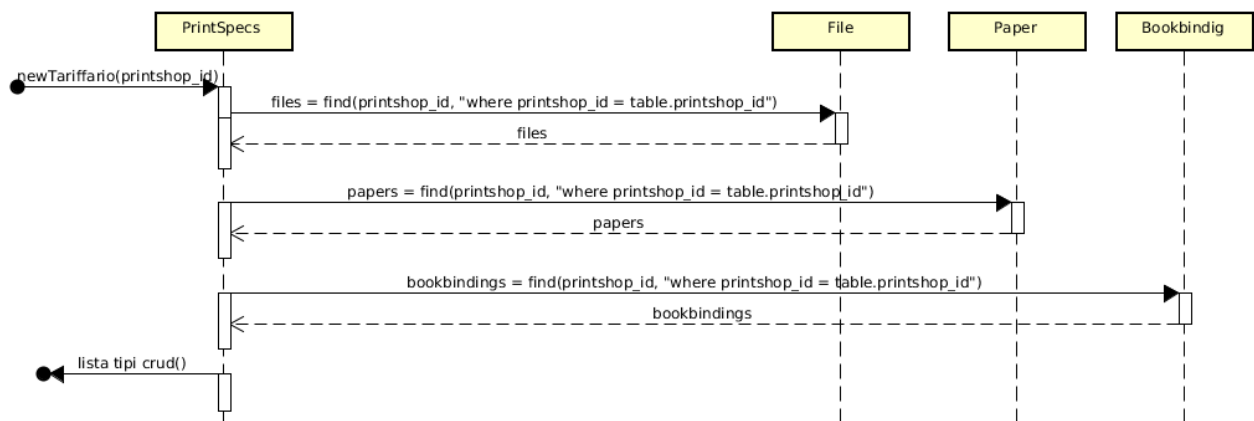 PrintSpecs
File
Paper
Bookbindig
newTariffario(printshop_id)
files = find(printshop_id, "where printshop_id = table.printshop_id")
files
papers = find(printshop_id, "where printshop_id = table.printshop_id")
papers
bookbindings = find(printshop_id, "where printshop_id = table.printshop_id")
bookbindings
lista tipi crud()